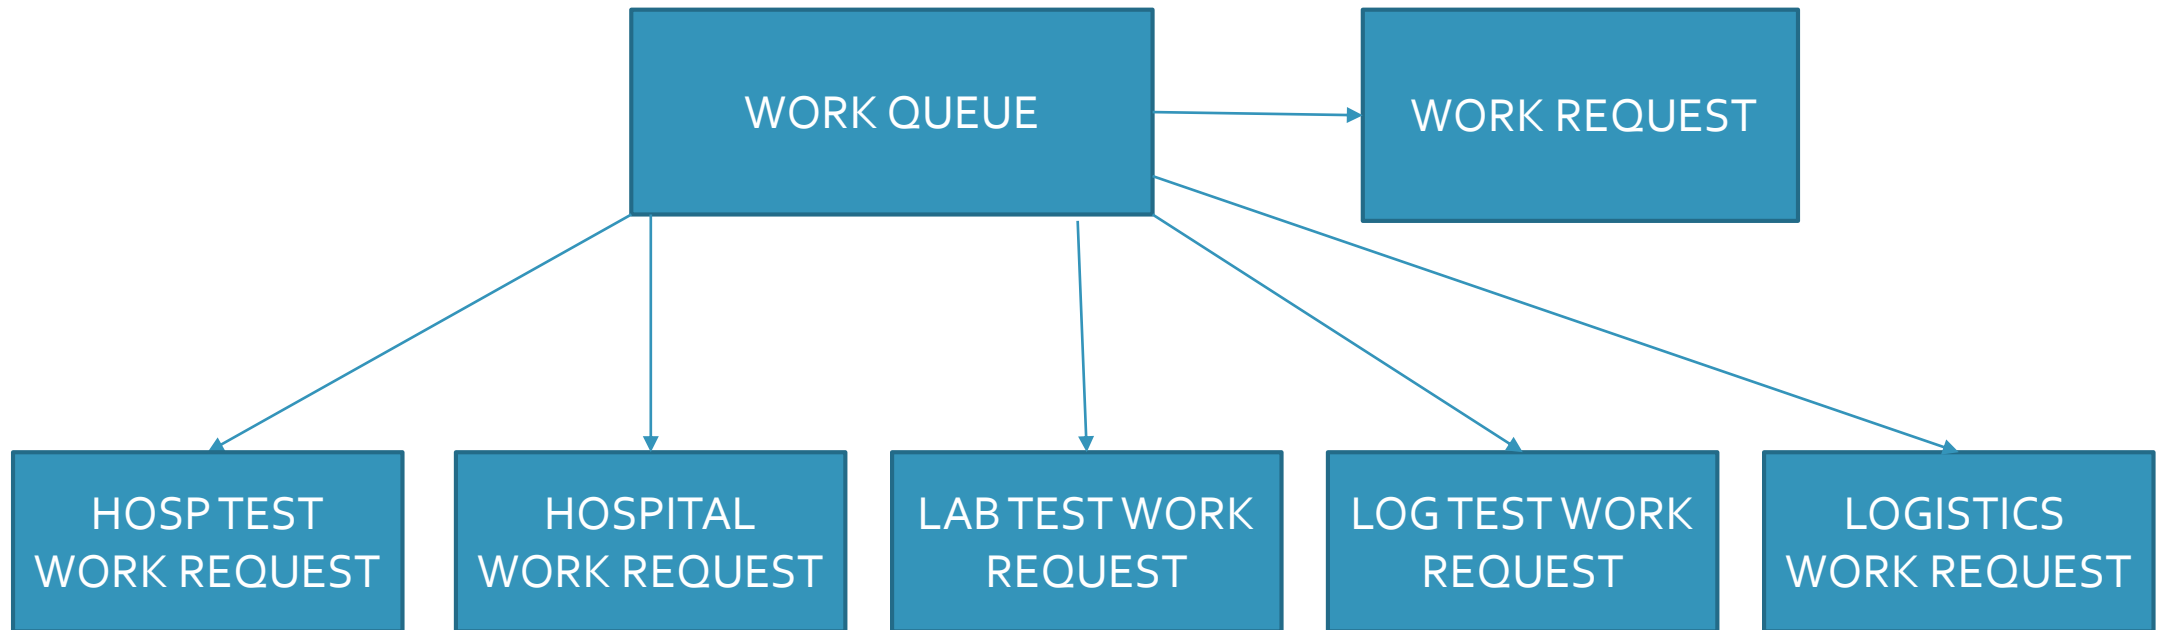 WORK QUEUE
WORK REQUEST
HOSP TEST
WORK REQUEST
HOSPITAL
WORK REQUEST
LAB TEST WORK
REQUEST
LOG TEST WORK
REQUEST
LOGISTICS
WORK REQUEST